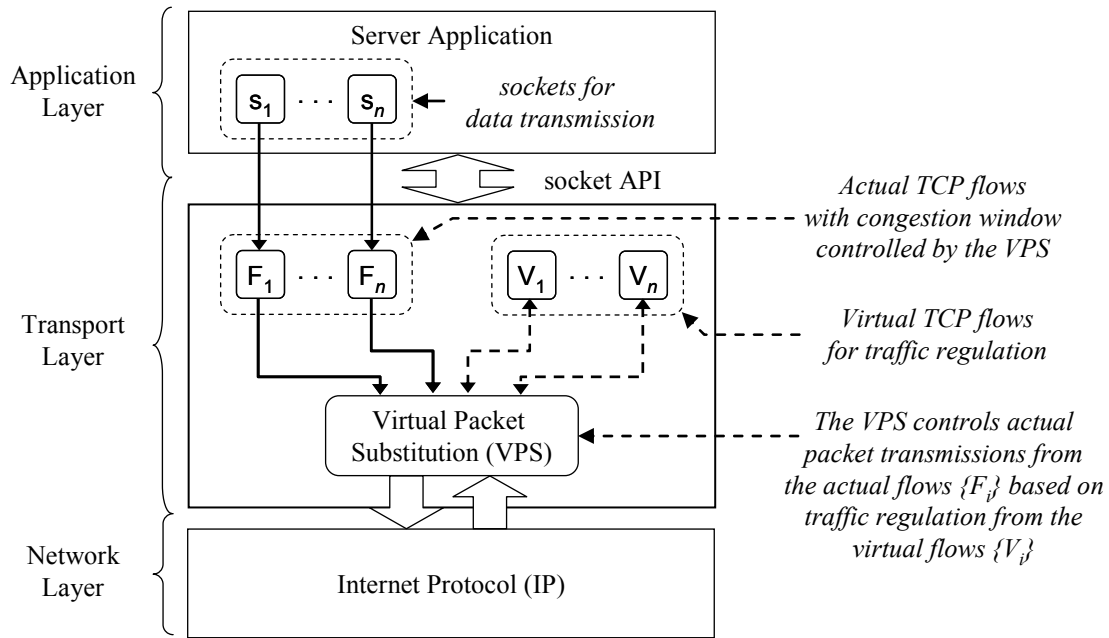 Application
Layer
Server Application
s1 . . . sn
sockets for
data transmission
socket API
Transport
Layer
F1 . . . Fn
V1 . . . Vn
Virtual Packet
Substitution (VPS)
Actual TCP flows
with congestion window
controlled by the VPS
Virtual TCP flows
for traffic regulation
The VPS controls actual
packet transmissions from
the actual flows {Fi} based on
traffic regulation from the
virtual flows {Vi}
Network
Layer
Internet Protocol (IP)